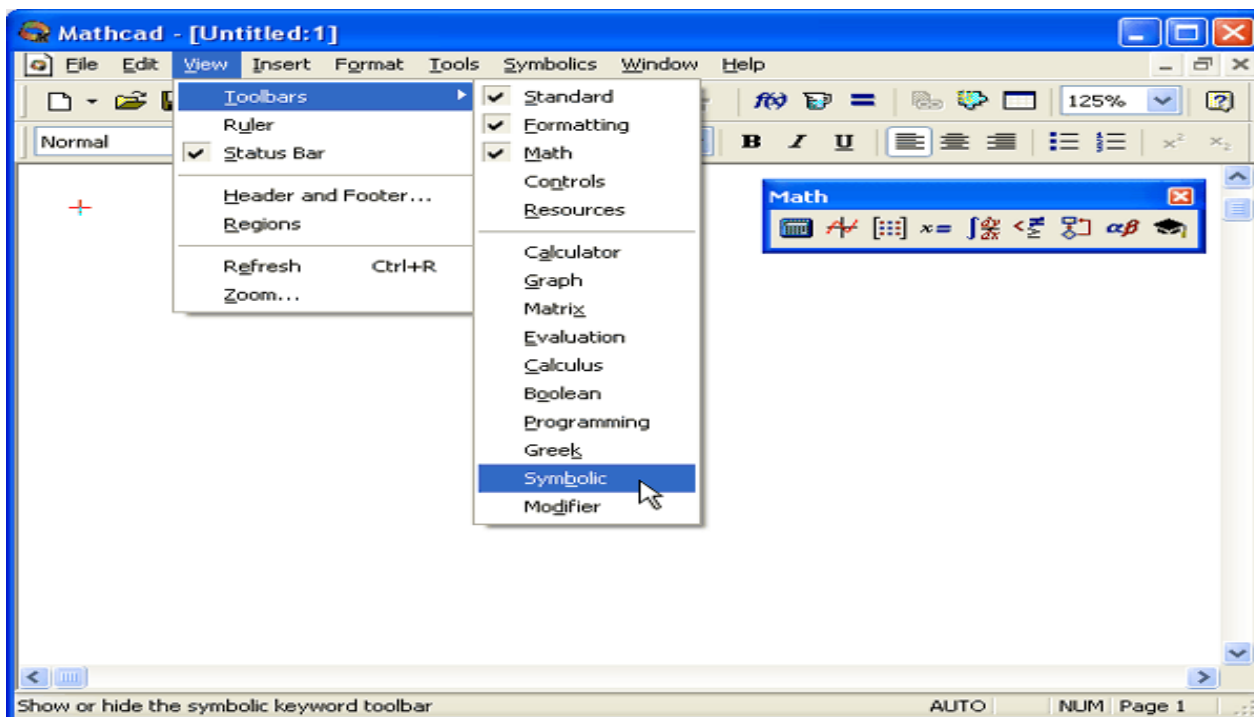 Mathcad - [Untitled:1]
File Edit View Insert Format Tools Symbolics Window Help
125%
Normal
B I U
Toolbars
Ruler
Status Bar
Header and Footer...
Regions
Refresh Ctrl+R
Zoom...
Standard
Formatting
Math
Controls
Resources
Calculator
Graph
Matrix
Evaluation
Calculus
Boolean
Programming
Greek
Symbolic
Modifier
Math
x= αβ
Show or hide the symbolic keyword toolbar AUTO NUM Page 1